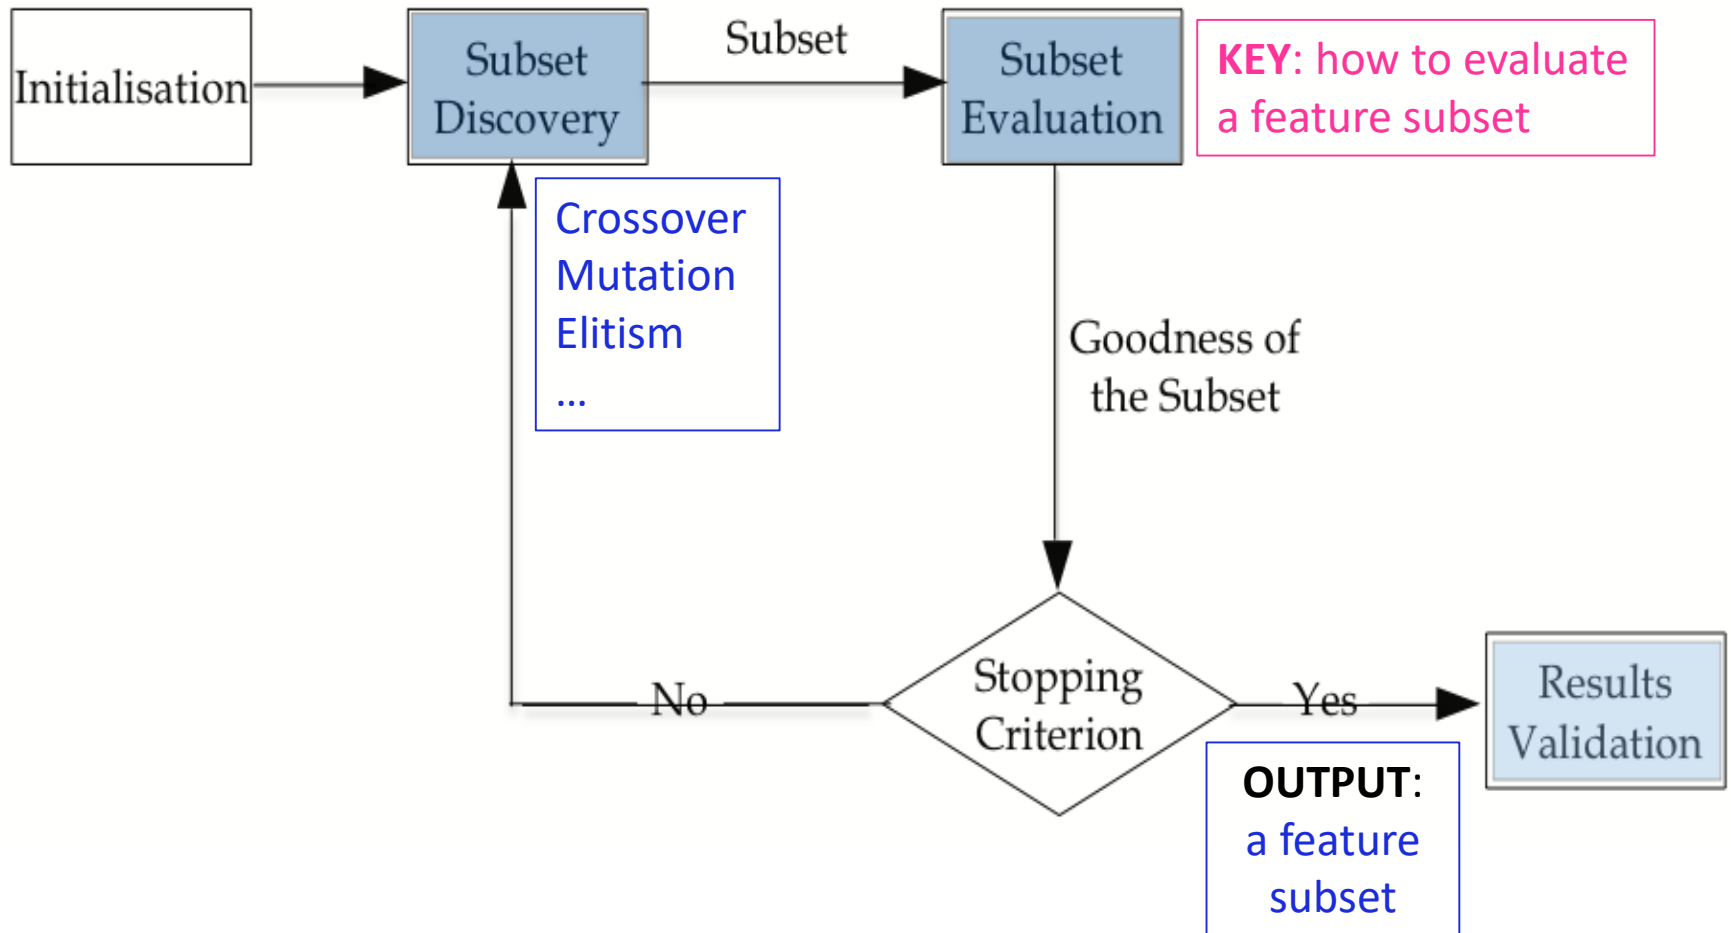 Initialisation
Subset
Discovery
Subset
Subset
Evaluation
KEY: how to evaluate
a feature subset
Crossover
Mutation
Elitism
...
Goodness of
the Subset
Stopping
Criterion
No
Yes
Results
Validation
OUTPUT:
a feature
subset